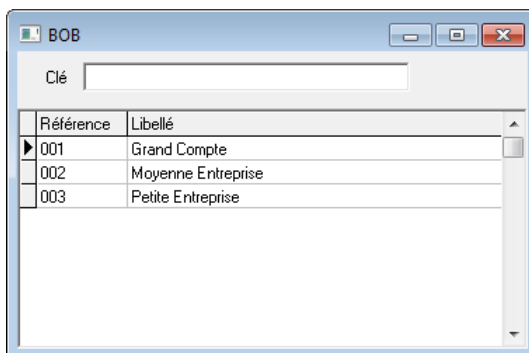 BOB
Clé
Référence Libellé
001 Grand Compte
002 Moyenne Entreprise
003 Petite Entreprise